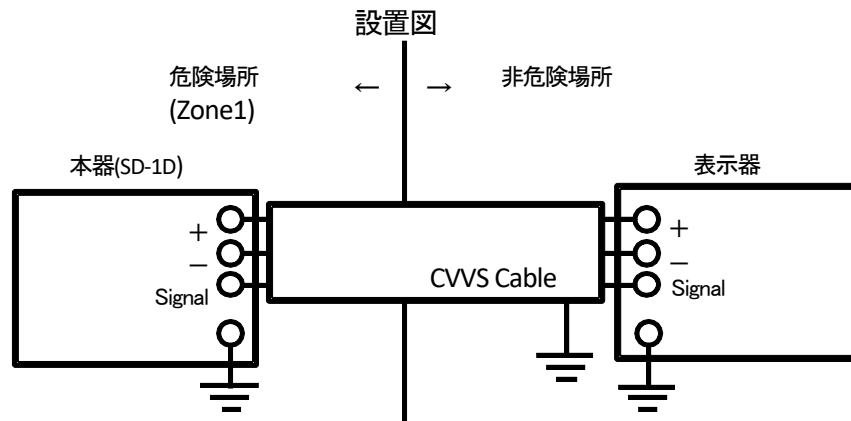 設置図
危険場所
(Zone1)
← →
非危険場所
本器(SD-1D)
表示器
+
−
Signal
CVVS Cable
+
−
Signal